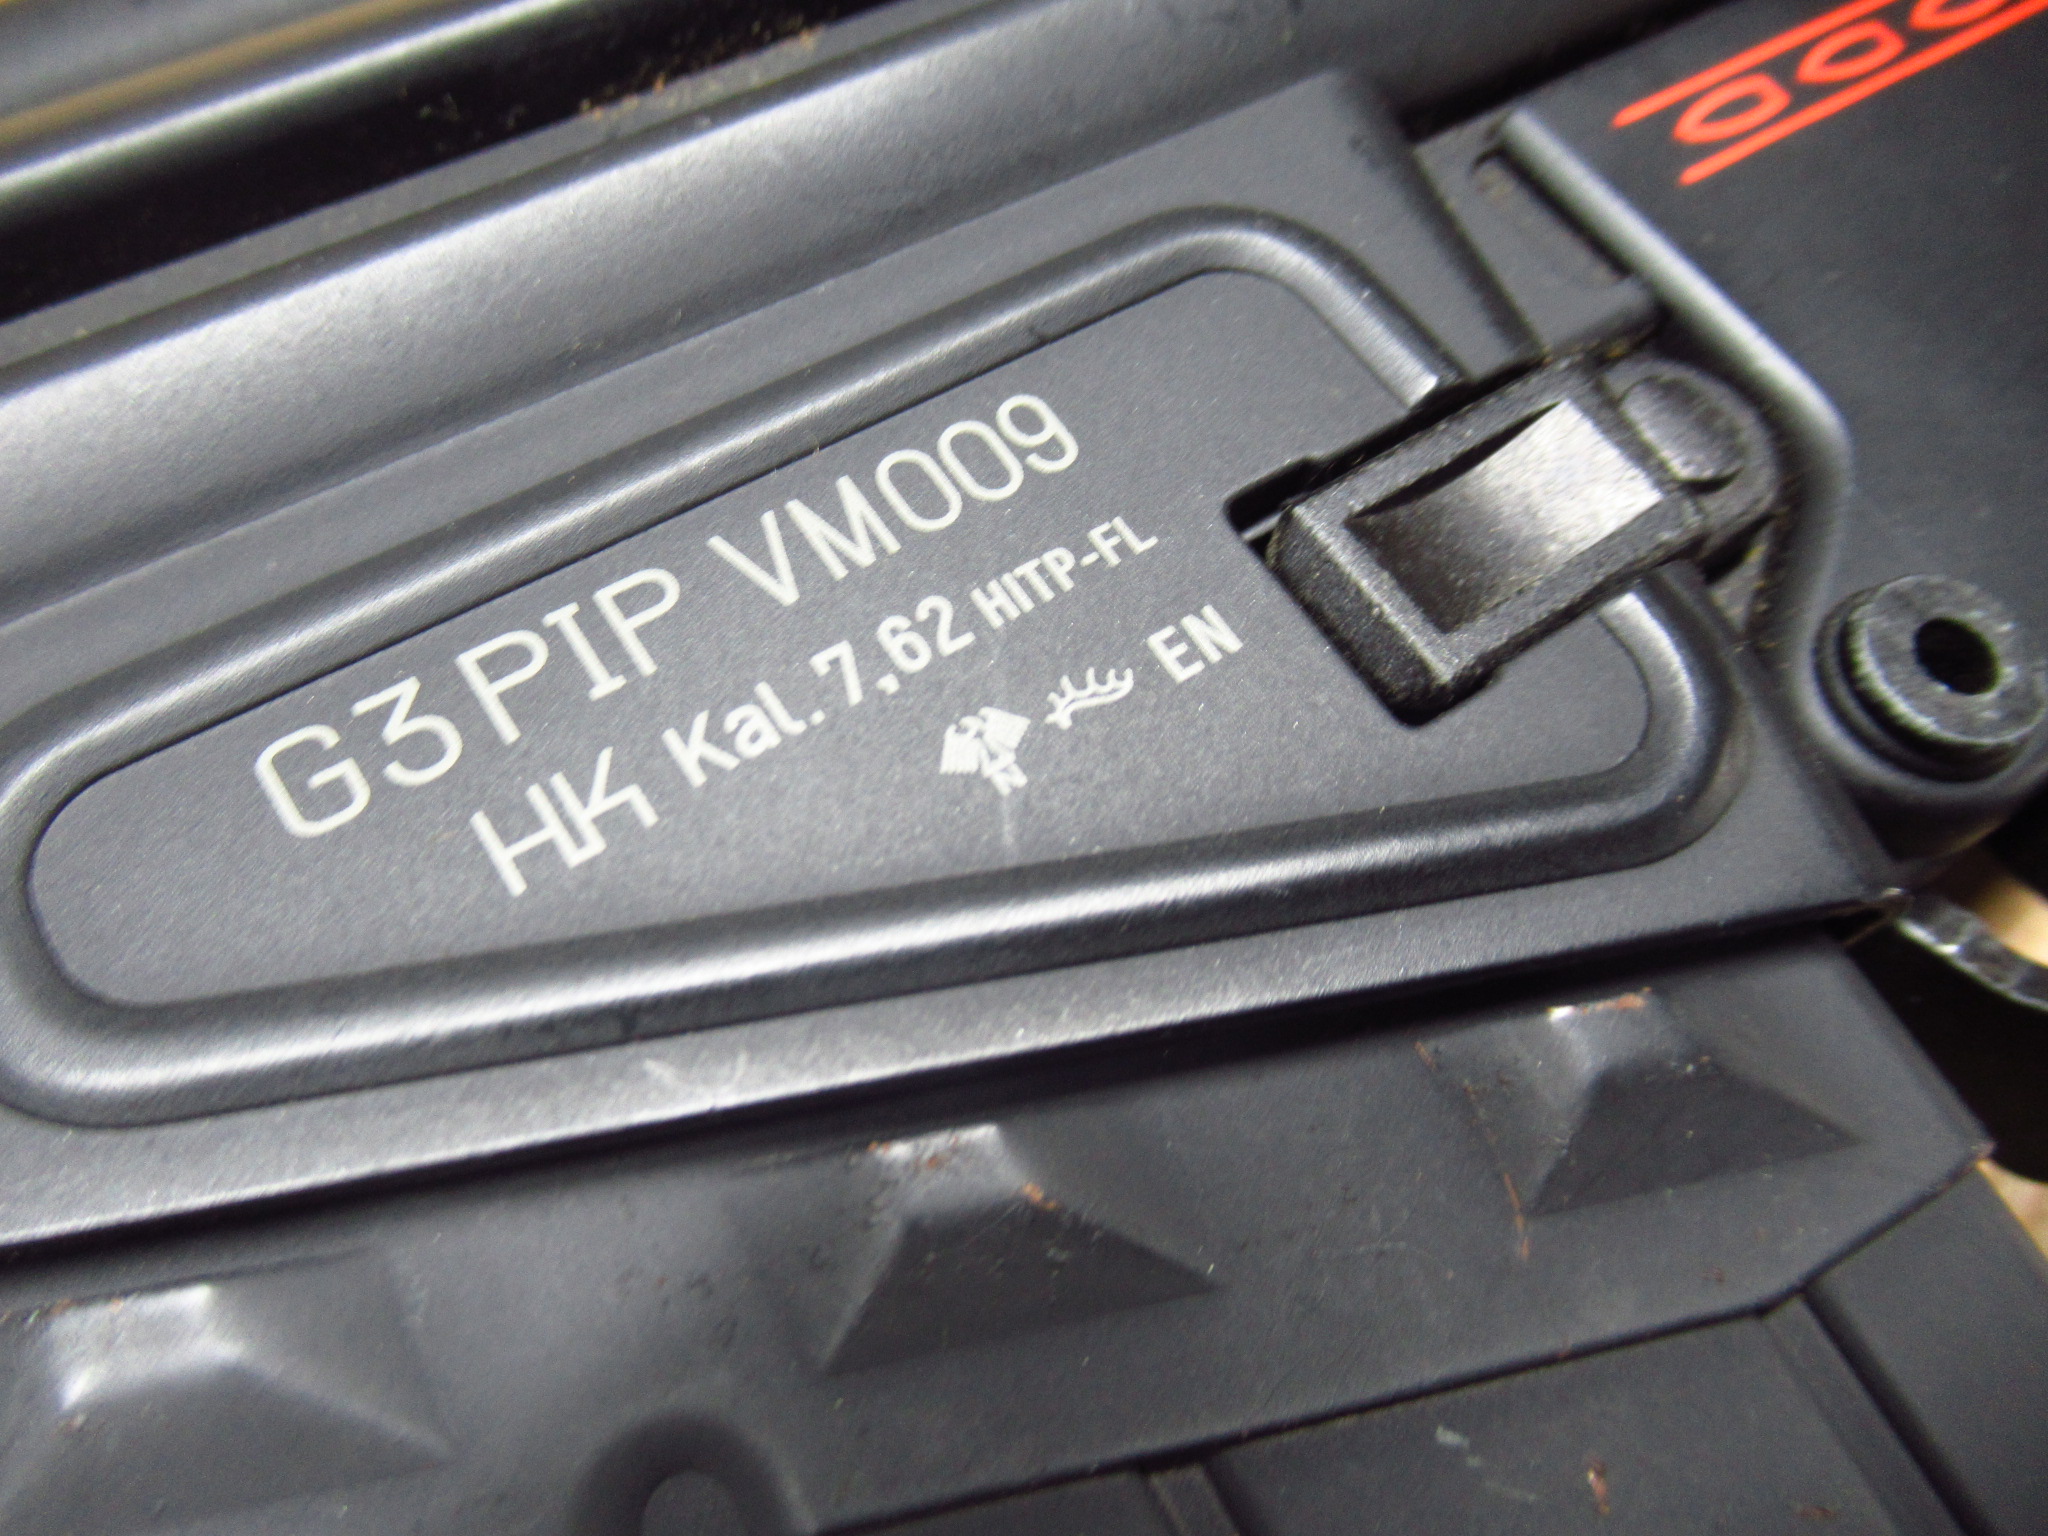 G3 PIP VM009
HK Kal. 7,62 HITP-FL
N EN